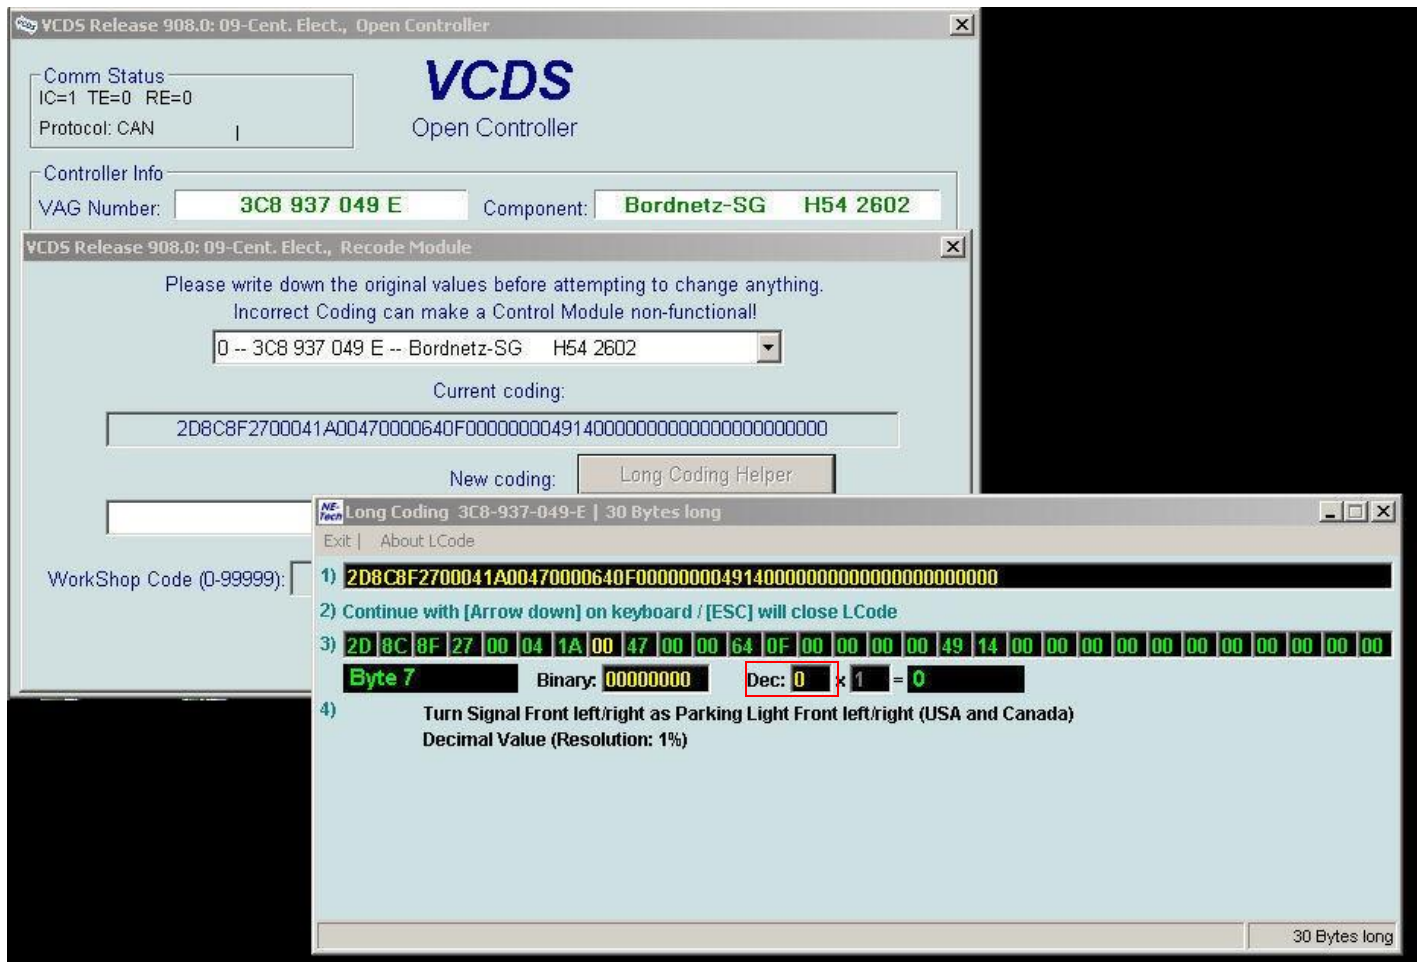 VCDS Release 908.0: 09-Cent. Elect., Open Controller
Comm Status
IC=1 TE=0 RE=0
Protocol: CAN
|
VCDS
Open Controller
Controller Info
VAG Number: 3C8 937 049 E Component: Bordnetz-SG H54 2602
VCDS Release 908.0: 09-Cent. Elect., Recode Module
Please write down the original values before attempting to change anything.
Incorrect Coding can make a Control Module non-functional!
0 -- 3C8 937 049 E -- Bordnetz-SG H54 2602
Current coding:
2D8C8F2700041A00470000640F0000000049140000000000000000000000
New coding: Long Coding Helper
WorkShop Code (0-99999):
NE-Tech Long Coding 3C8-937-049-E | 30 Bytes long
Exit | About LCode
1) 2D8C8F2700041A00470000640F0000000049140000000000000000000000
2) Continue with [Arrow down] on keyboard / [ESC] will close LCode
3) 2D 8C 8F 27 00 04 1A 00 47 00 00 64 0F 00 00 00 00 49 14 00 00 00 00 00 00 00 00 00 00 00
Byte 7 Binary: 00000000 Dec: 0 x 1 = 0
4) Turn Signal Front left/right as Parking Light Front left/right (USA and Canada)
Decimal Value (Resolution: 1%)
30 Bytes long